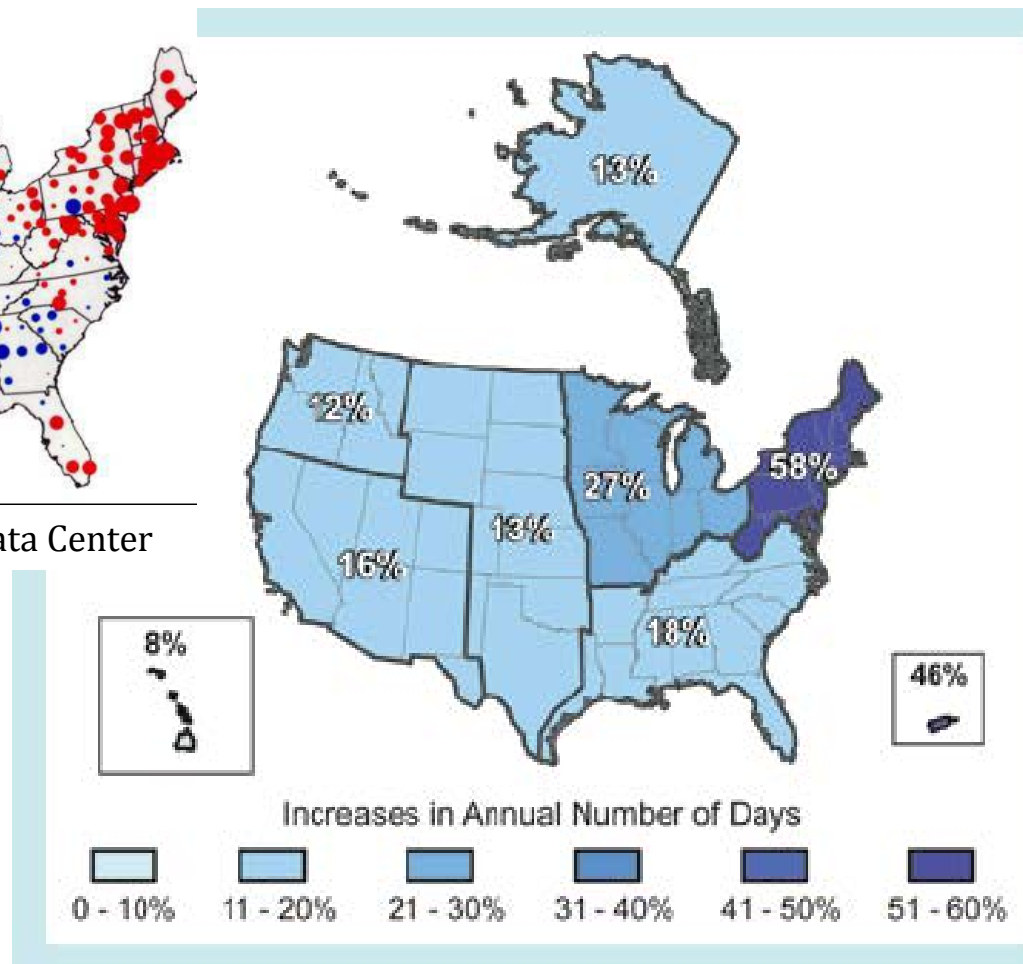 13%
12%
58%
27%
13%
ata Center
16%
18%
8%
46%
Increases in Annual Number of Days
0 - 10%
11 - 20%
21 - 30%
31 - 40%
41 - 50%
51 - 60%